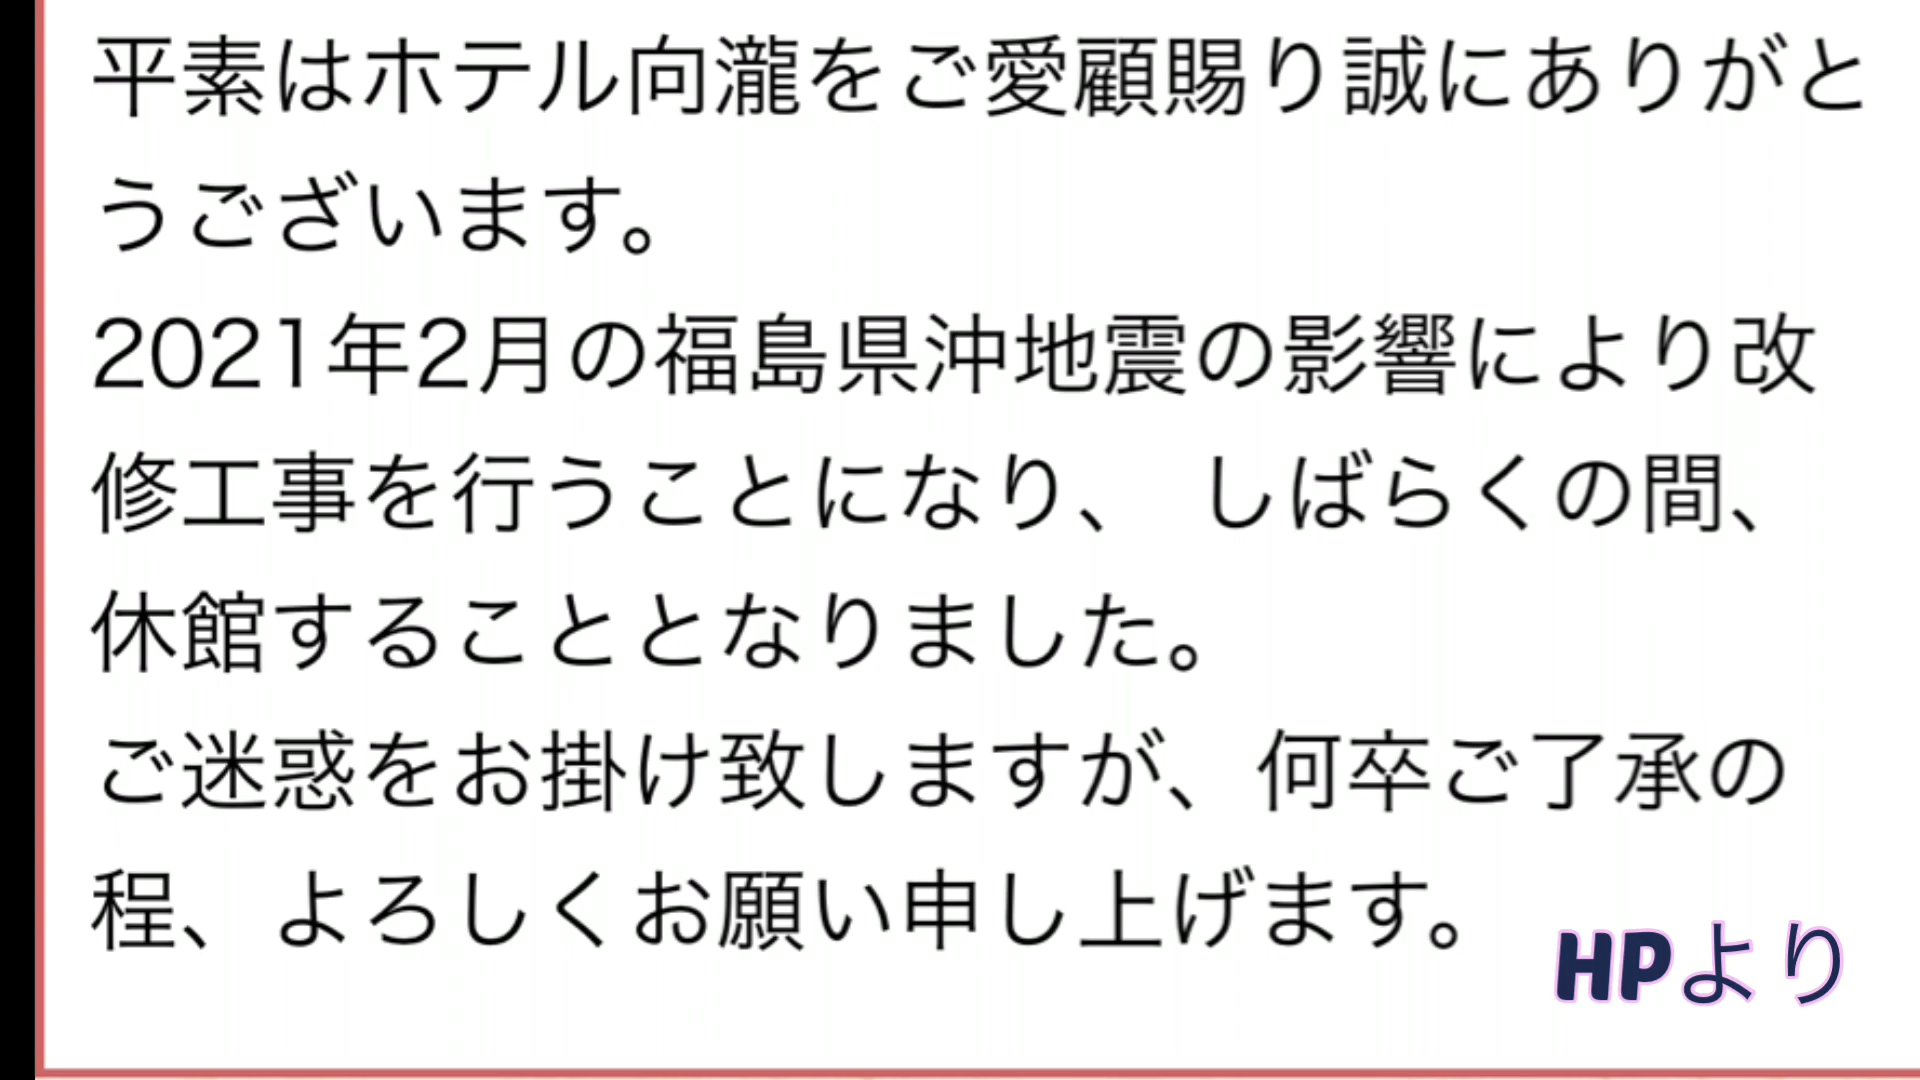 平素はホテル向瀧をご愛顧賜り誠にありがと
うございます。
2021年2月の福島県沖地震の影響により改
修工事を行うことになり、 しばらくの間、
休館することとなりました。
ご迷惑をお掛け致しますが、何卒ご了承の
程、よろしくお願い申し上げます。
HPより